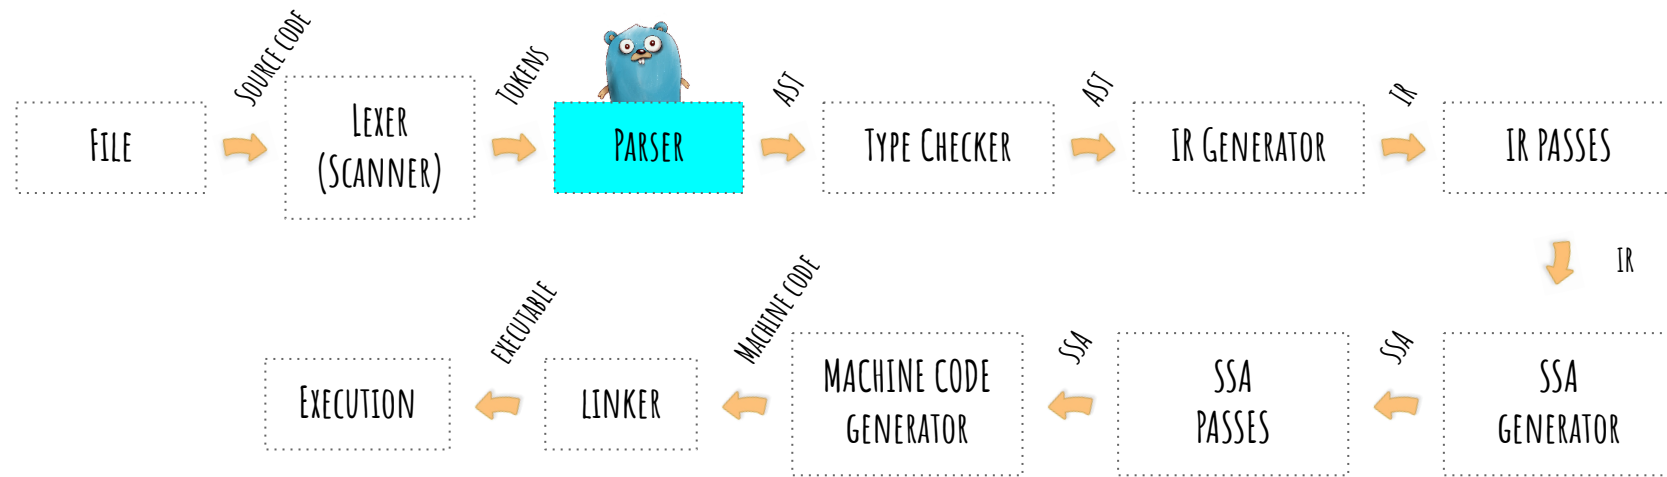 Source code
Tokens
AST
AST
IR
File
Lexer
(Scanner)
Parser
Type Checker
IR Generator
IR passes
IR
executable
Machine code
SSA
SSA
Execution
linker
machine code
generator
SSA
passes
SSA
generator